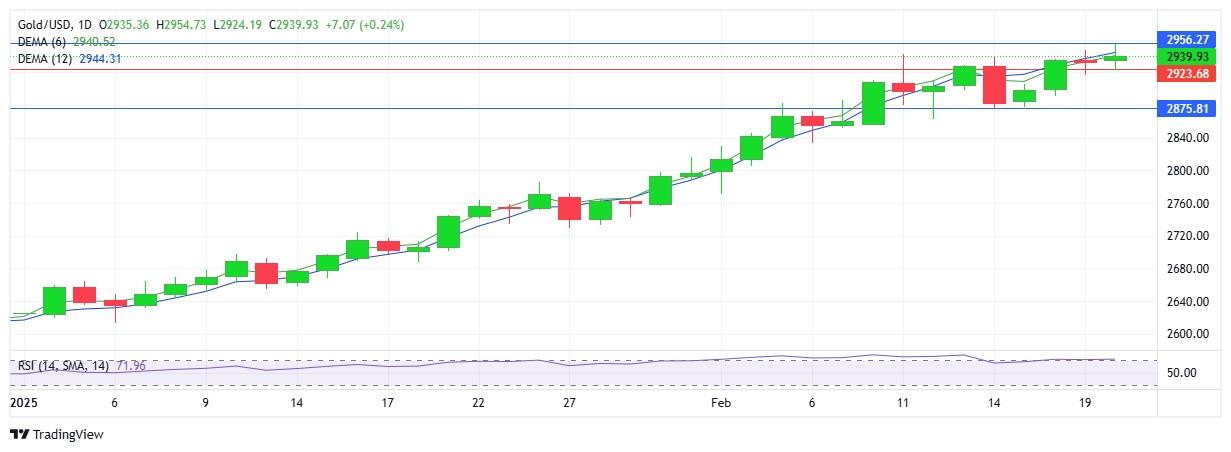 Gold/USD, 1D O2935.36 H2954.73 L2924.19 C2939.93 +7.07 (+0.24%)
DEMA (6) 2940.52
DEMA (12) 2944.31
2956.27
2939.93
2923.68
2875.81
2840.00
2800.00
2760.00
2720.00
2680.00
2640.00
2600.00
RSI (14, SMA, 14) 71.96
50.00
2025 6 9 14 17 22 27 Feb 6 11 14 19
TradingView